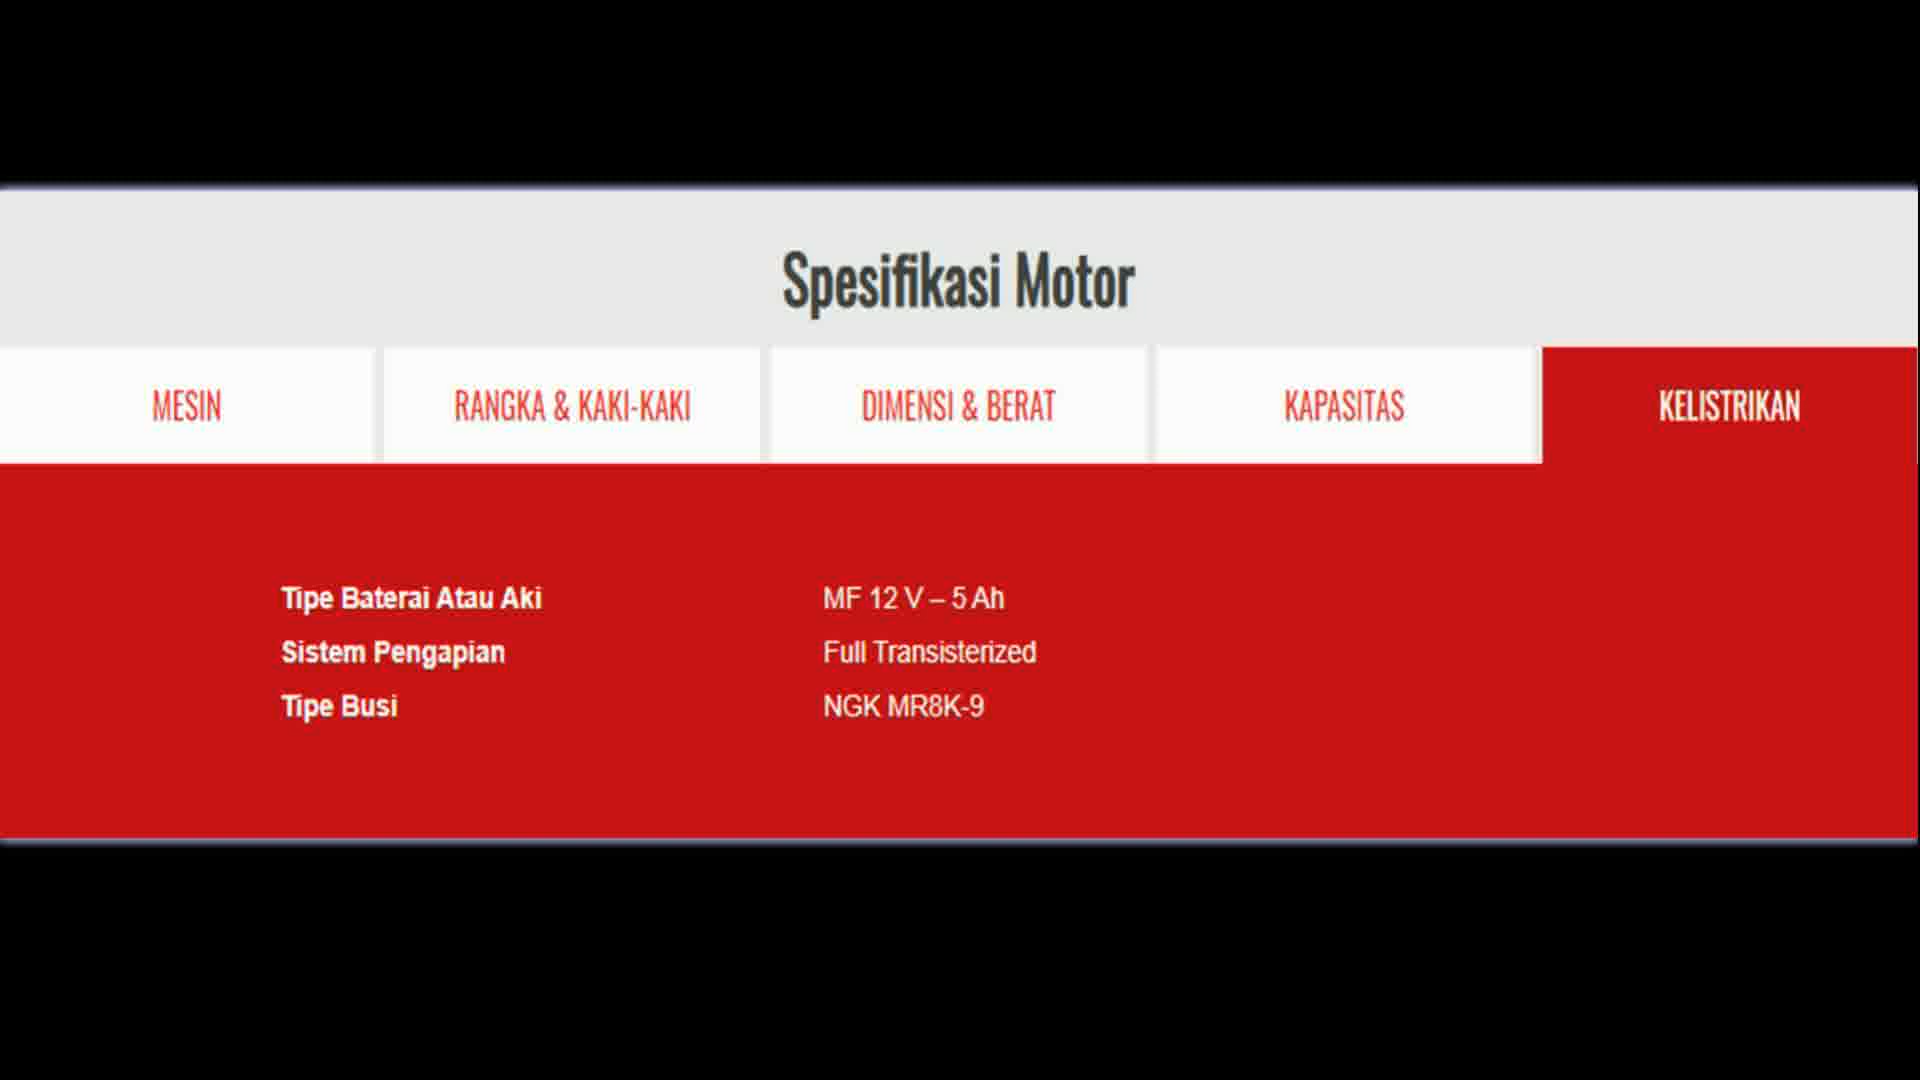 Spesifikasi Motor
MESIN RANGKA & KAKI-KAKI DIMENSI & BERAT KAPASITAS KELISTRIKAN
Tipe Baterai Atau Aki MF 12 V – 5 Ah
Sistem Pengapian Full Transisterized
Tipe Busi NGK MR8K-9